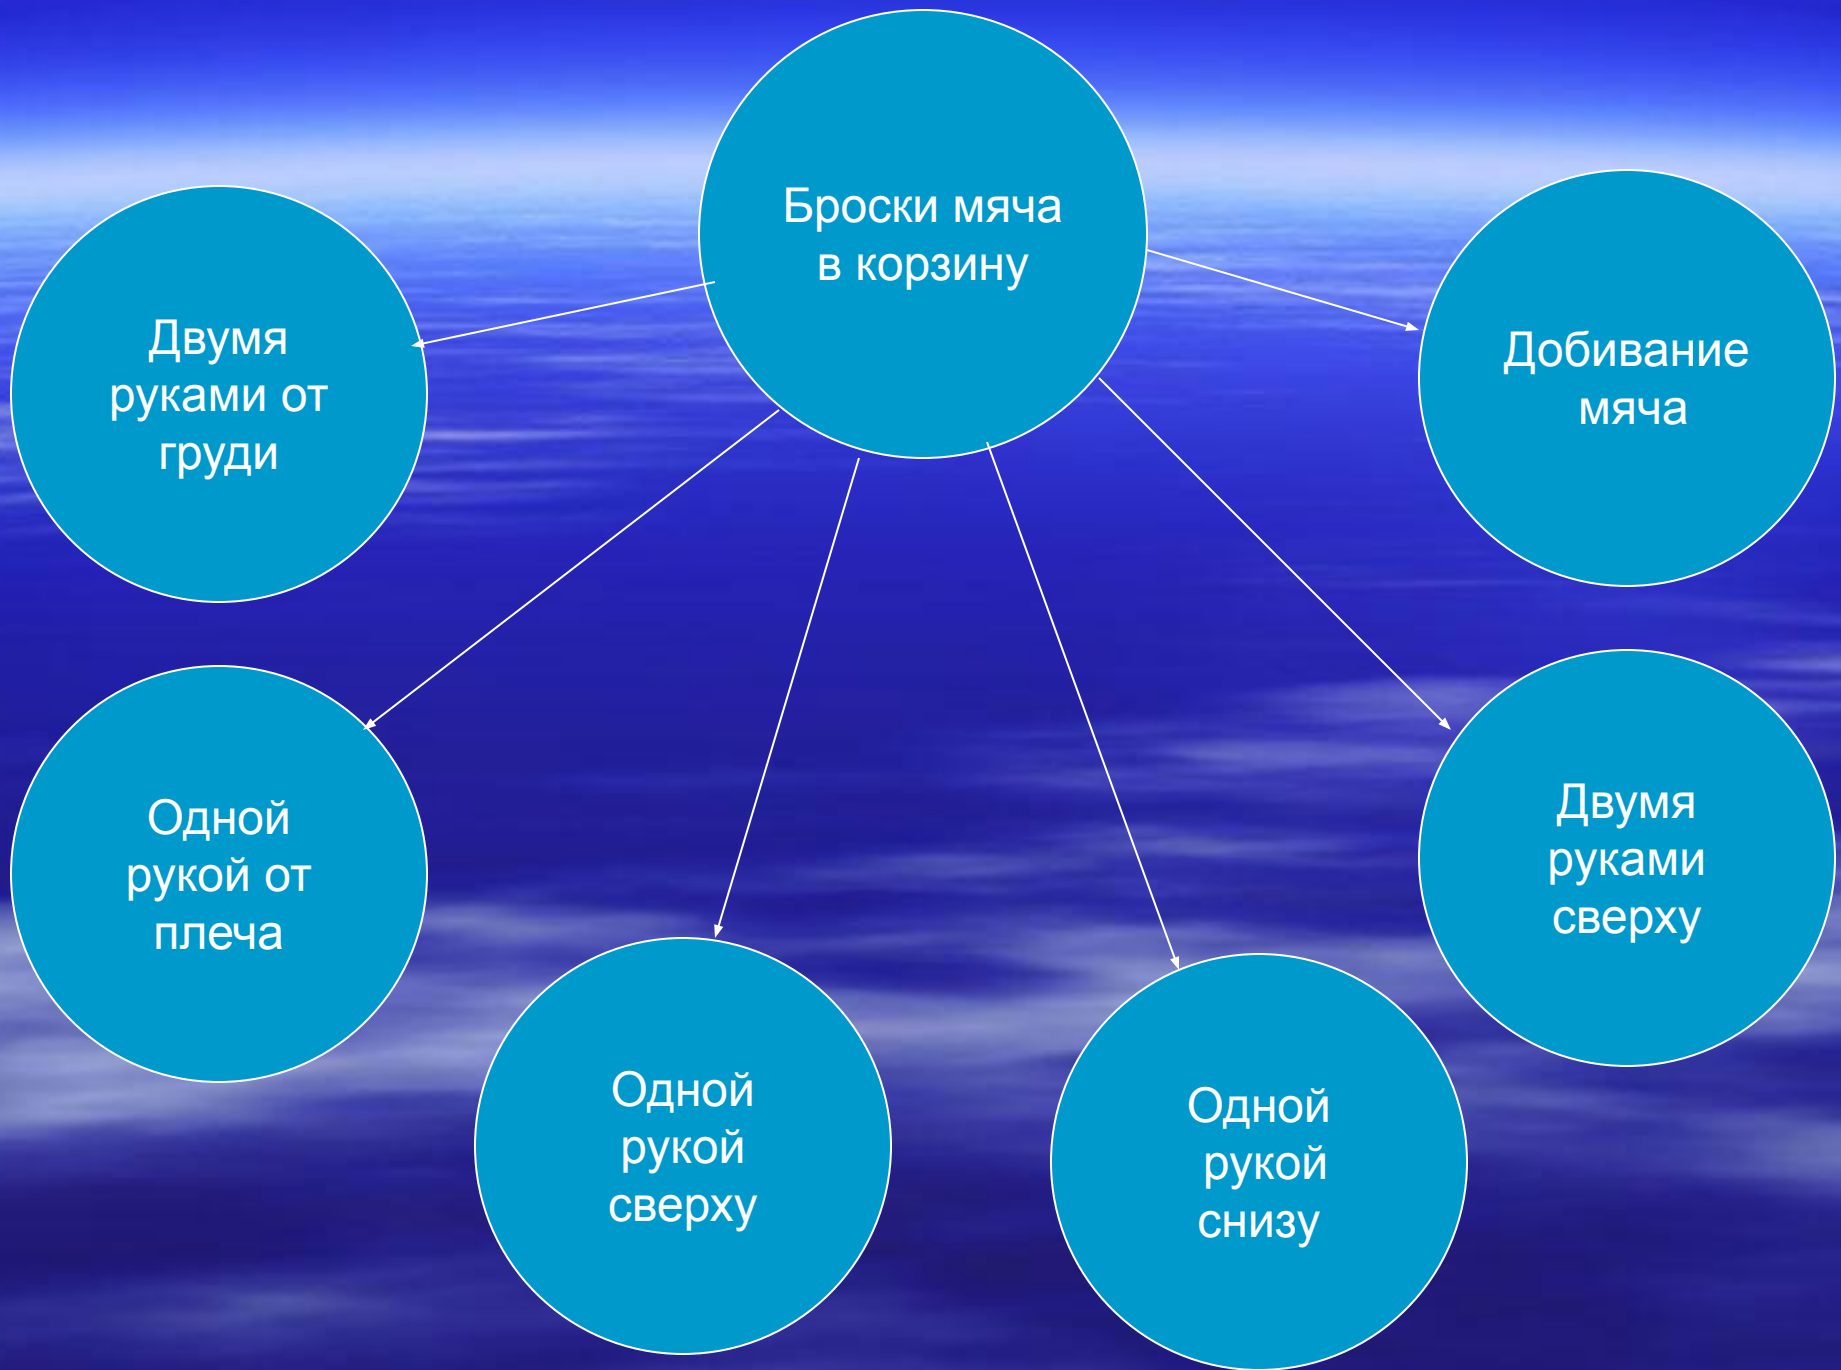 Броски мяча
в корзину
Двумя
руками от
груди
Добивание
мяча
Одной
рукой от
плеча
Двумя
руками
сверху
Одной
рукой
сверху
Одной
рукой
снизу